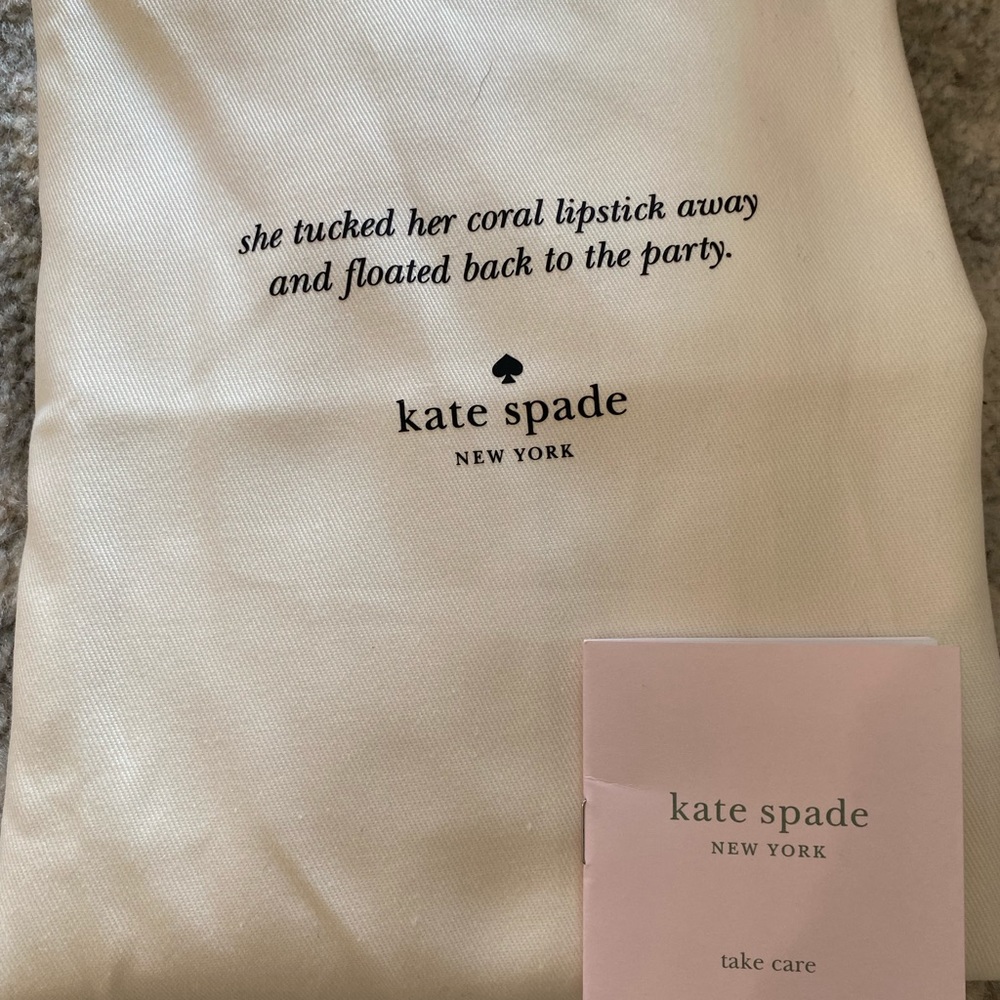 she tucked her coral lipstick away
and floated back to the party.
kate spade
NEW YORK
kate spade
NEW YORK
take care